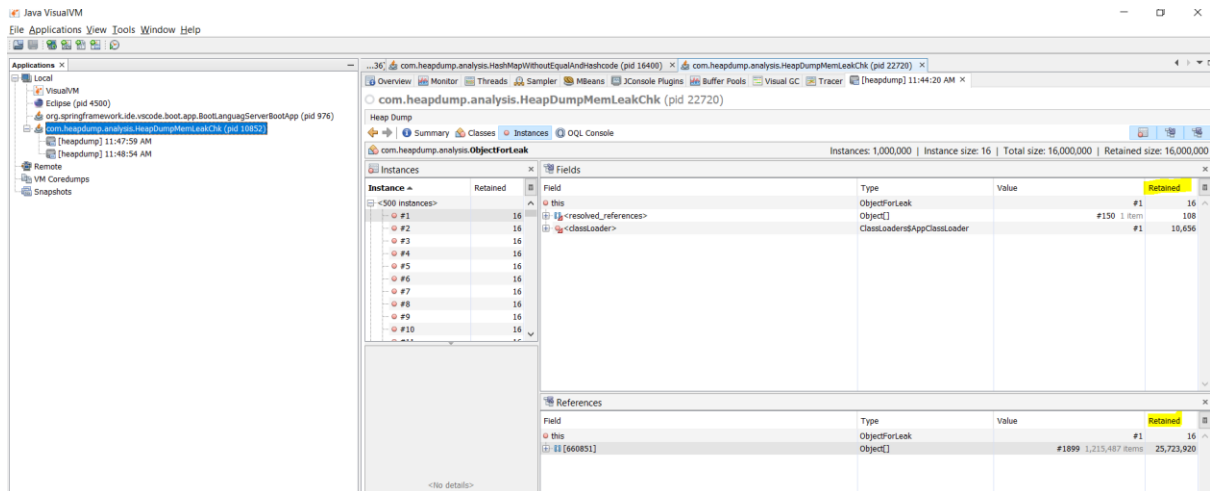 Java VisualVM
File Applications View Tools Window Help
Applications
Local
VisualVM
Eclipse (pid 4500)
org.springframework.ide.vscode.boot.app.BootLanguagServerBootApp (pid 976)
com.heapdump.analysis.HeapDumpMemLeakChk (pid 10852)
[heapdump] 11:47:59 AM
[heapdump] 11:48:54 AM
Remote
VM Coredumps
Snapshots
...36) com.heapdump.analysis.HashMapWithoutEqualAndHashcode (pid 16400) com.heapdump.analysis.HeapDumpMemLeakChk (pid 22720)
Overview Monitor Threads Sampler MBeans JConsole Plugins Buffer Pools Visual GC Tracer [heapdump] 11:44:20 AM
com.heapdump.analysis.HeapDumpMemLeakChk (pid 22720)
Heap Dump
Summary Classes Instances OQL Console
com.heapdump.analysis.ObjectForLeak Instances: 1,000,000 | Instance size: 16 | Total size: 16,000,000 | Retained size: 16,000,000
Instances
Instance Retained
<500 instances>
#1 16
#2 16
#3 16
#4 16
#5 16
#6 16
#7 16
#8 16
#9 16
#10 16
<No details>
Fields
Field Type Value Retained
this ObjectForLeak #1 16
<resolved_references> Object[] #150 1 item 108
<classLoader> ClassLoaders$AppClassLoader #1 10,656
References
Field Type Value Retained
this ObjectForLeak #1 16
[660851] Object[] #1899 1,215,487 items 25,723,920